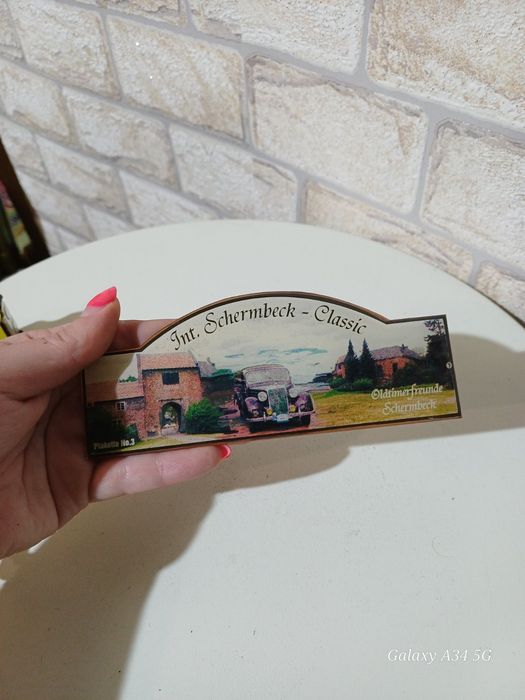 Int. Schermbeck - Classic
Oldtimerfreunde
Schermbeck
Plakette No.3
Galaxy A34 5G